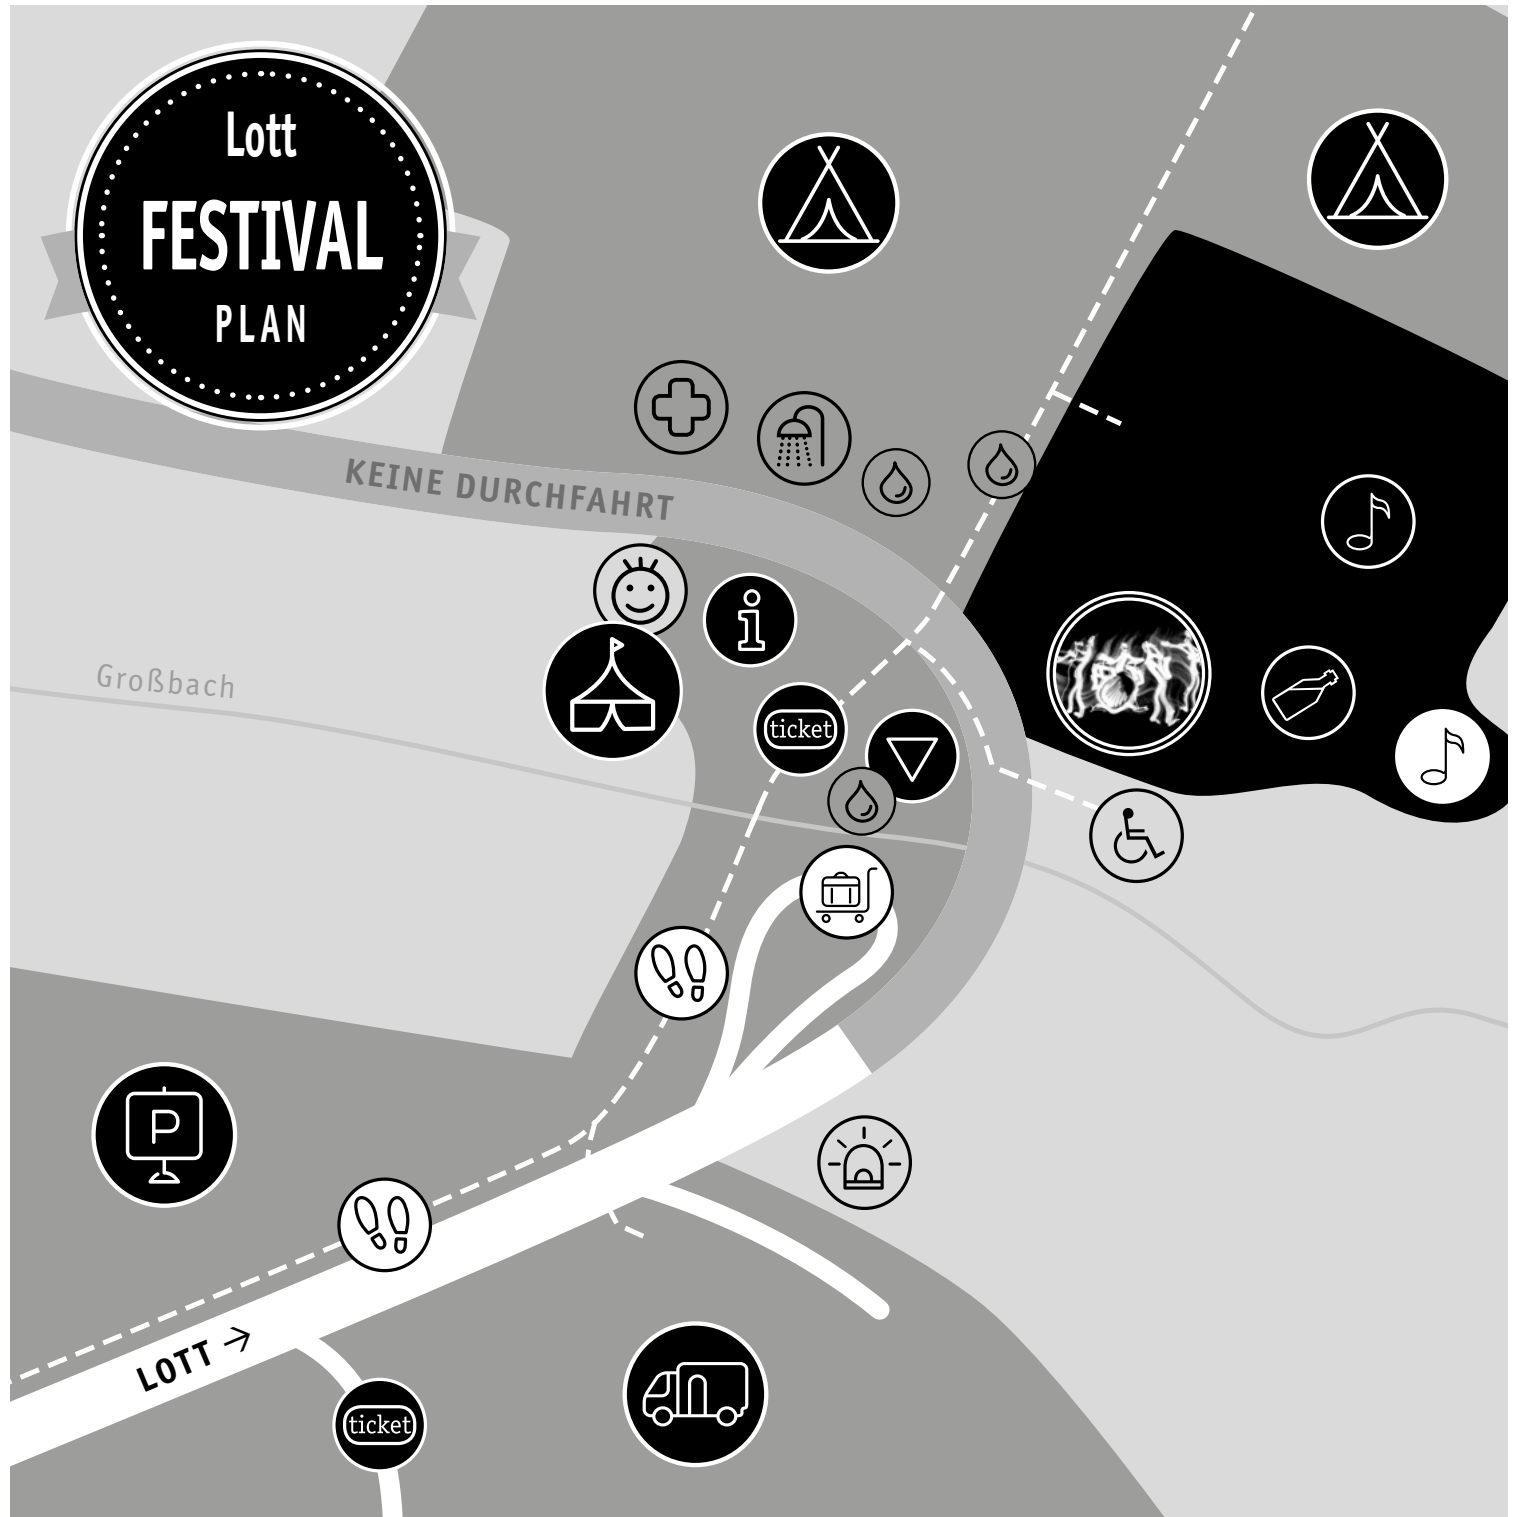 Lott
FESTIVAL
PLAN
KEINE DURCHFAHRT
Großbach
ticket
P
LOTT →
ticket